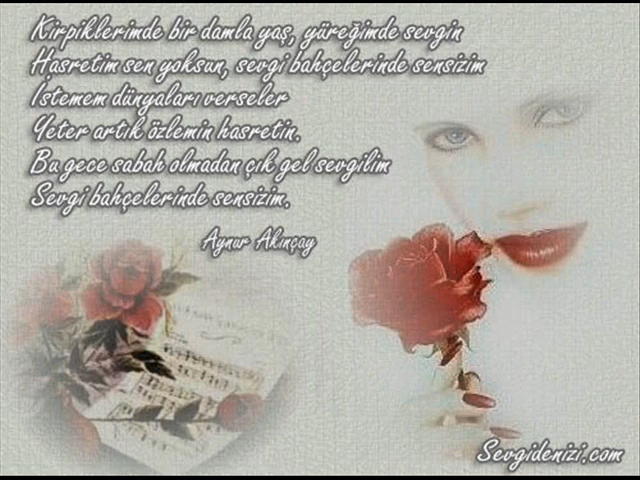 Kirpiklerimde bir damla yaş, yüreğimde sevgin
Hasretim sen yoksun, sevgi bahçelerinde sensizim
İstemem dünyaları verseler
Yeter artık özlemin hasretin.
Bu gece sabah olmadan çık gel sevgilim
Sevgi bahçelerinde sensizim.
Aynur Akınçay
Sevgidenizi.com